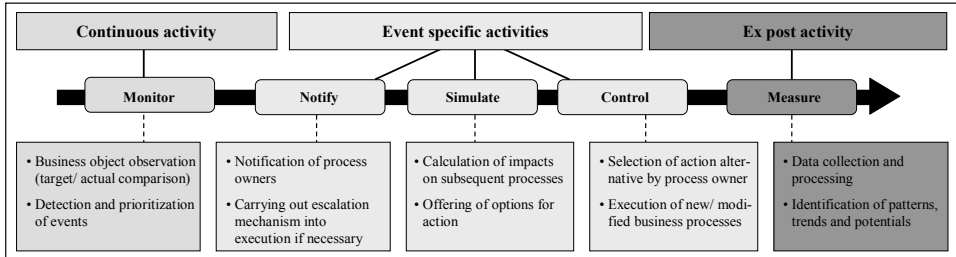 Continuous activity
Event specific activities
Ex post activity
Monitor
Notify
Simulate
Control
Measure
• Business object observation
(target/ actual comparison)
• Detection and prioritization
of events
• Notification of process
owners
• Carrying out escalation
mechanism into
execution if necessary
• Calculation of impacts
on subsequent processes
• Offering of options for
action
• Selection of action alter-
native by process owner
• Execution of new/ modi-
fied business processes
• Data collection and
processing
• Identification of patterns,
trends and potentials